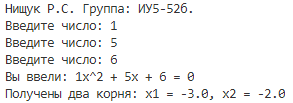 Нищук Р.С. Группа: ИУ5-52б.
Введите число: 1
Введите число: 5
Введите число: 6
Вы ввели: 1x^2 + 5x + 6 = 0
Получены два корня: x1 = -3.0, x2 = -2.0